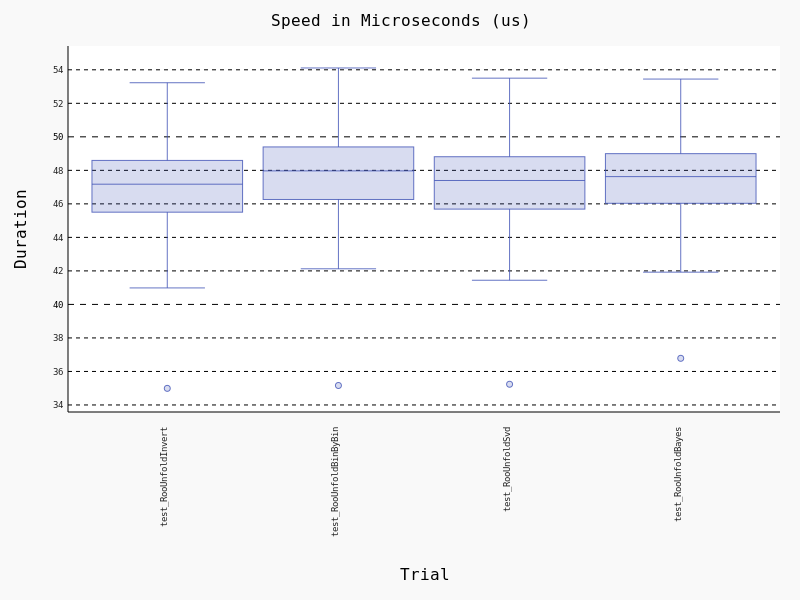 Speed in Microseconds (us)
Duration
54
52
50
48
46
44
42
40
38
36
34
test_RooUnfoldInvert
test_RooUnfoldBinByBin
test_RooUnfoldSvd
test_RooUnfoldBayes
Trial